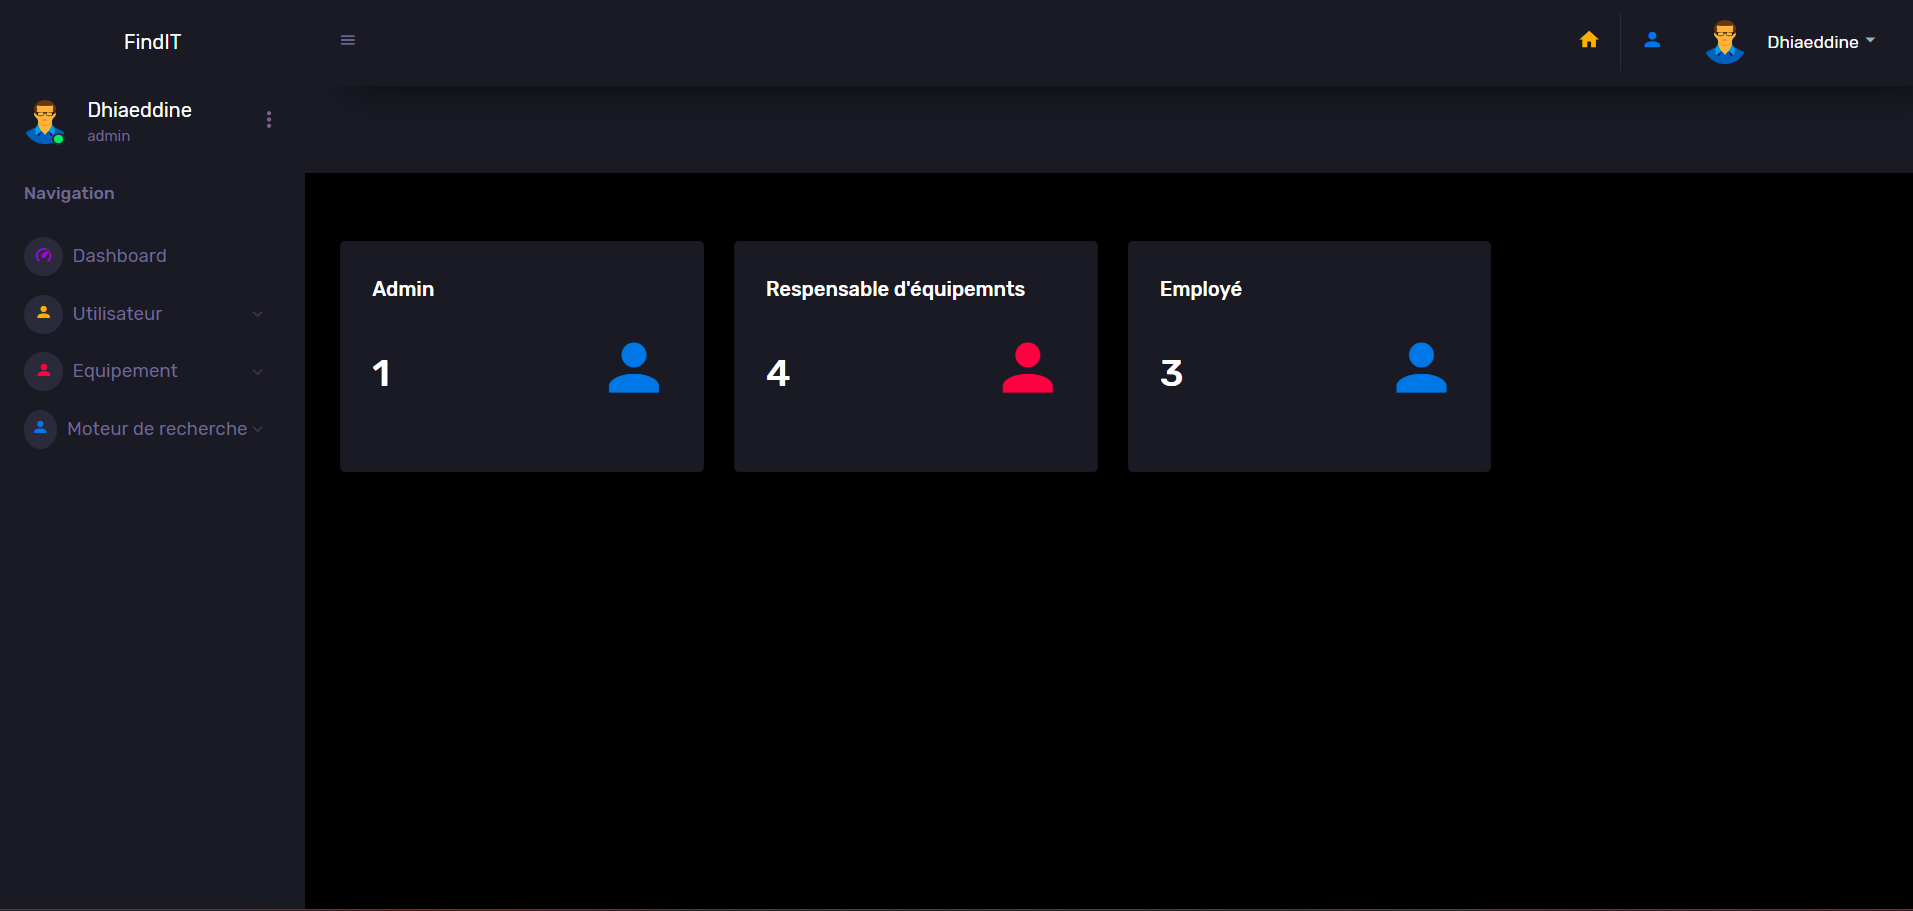 FindIT
Dhiaeddine
Dhiaeddine
admin
Navigation
Dashboard
Utilisateur
Equipement
Moteur de recherche
Admin
1
Respensable d'équipemnts
4
Employé
3